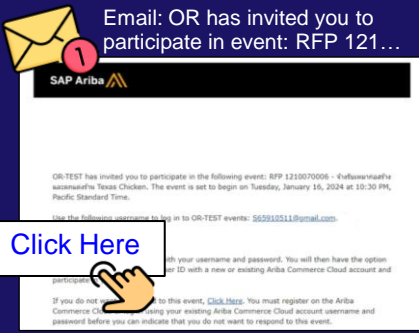 Email: OR has invited you to
participate in event: RFP 121…
1
SAP Ariba
OR-TEST has invited you to participate in the following event: RFP 1210070006 -
Texas Chicken. The event is set to begin on Tuesday, January 16, 2024 at 10:30 PM,
Pacific Standard Time.
Use the following username to log in to OR-TEST events: S65910511@gmail.com.
Click Here
with your username and password. You will then have the option
ID with a new or existing Ariba Commerce Cloud account and
participate
If you do not to this event, Click Here. You must register on the Ariba
Commerce using your existing Ariba Commerce Cloud account username and
password before you can indicate that you do not want to respond to this event.